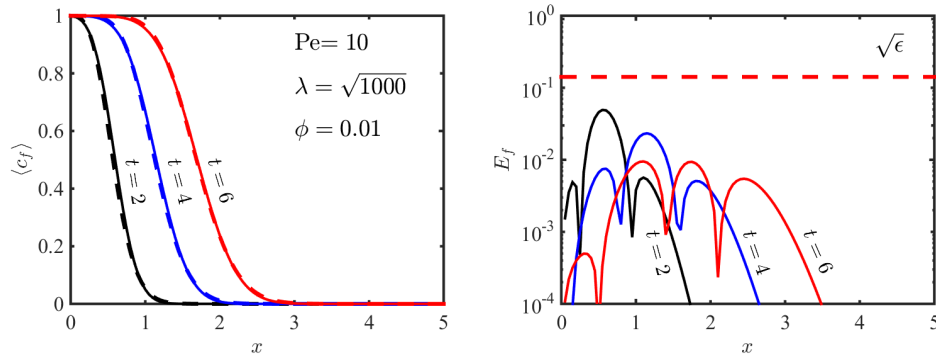 1
0.8
0.6
0.4
0.2
0
⟨c_f⟩
Pe= 10
λ = √1000
ϕ = 0.01
t = 2
t = 4
t = 6
0 1 2 3 4 5
x
10^0
10^-1
10^-2
10^-3
10^-4
E_f
√ϵ
t = 2
t = 4
t = 6
0 1 2 3 4 5
x